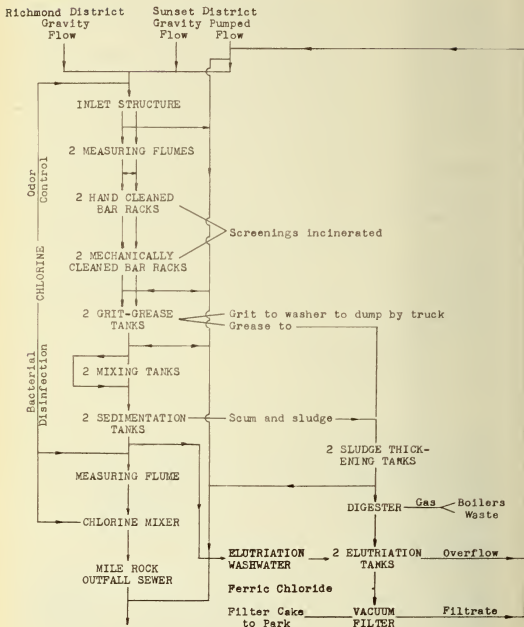 Richmond District
Gravity
Flow
Sunset District
Gravity Pumped
Flow Flow
INLET STRUCTURE
2 MEASURING FLUMES
Odor
Control
2 HAND CLEANED
BAR RACKS
Screenings incinerated
2 MECHANICALLY
CLEANED BAR RACKS
CHLORINE
2 GRIT-GREASE
TANKS
Grit to washer to dump by truck
Grease to
2 MIXING TANKS
Bacterial
Disinfection
2 SEDIMENTATION
TANKS
Scum and sludge
2 SLUDGE THICK-
ENING TANKS
MEASURING FLUME
DIGESTER
Gas
Boilers
Waste
CHLORINE MIXER
ELUTRIATION
WASHWATER
2 ELUTRIATION
TANKS
Overflow
MILE ROCK
OUTFALL SEWER
Ferric Chloride
Filter Cake
to Park
VACUUM
FILTER
Filtrate